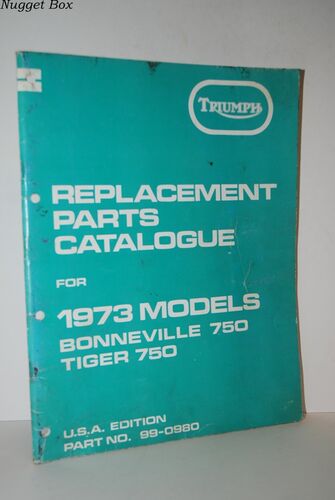 Nugget Box
TRIUMPH
REPLACEMENT
PARTS
CATALOGUE
FOR
1973 MODELS
BONNEVILLE 750
TIGER 750
U.S.A. EDITION
PART NO. 99-0980